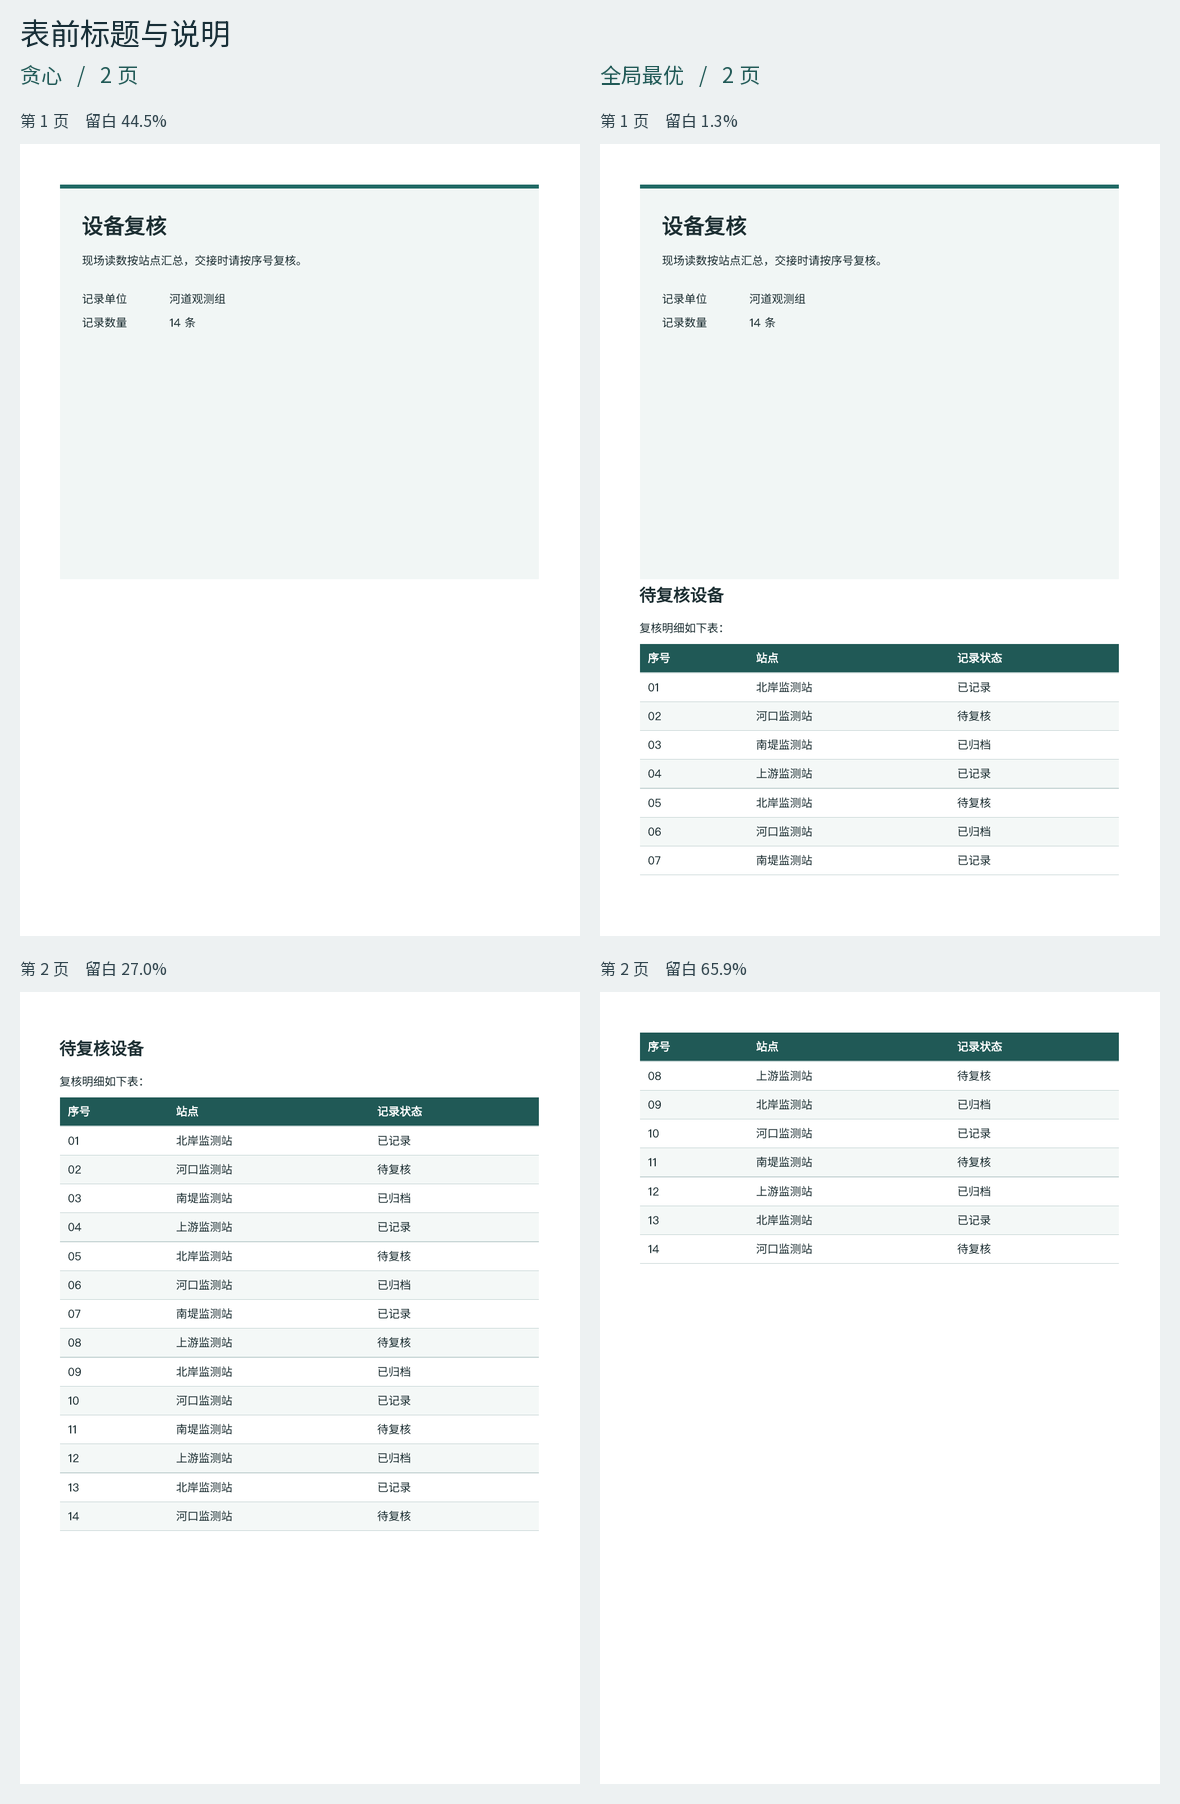 表前标题与说明
贪心 / 2 页
第 1 页 留白 44.5%
设备复核
现场读数按站点汇总，交接时请按序号复核。
记录单位 河道观测组
记录数量 14 条
第 2 页 留白 27.0%
待复核设备
复核明细如下表：
序号 站点 记录状态
01 北岸监测站 已记录
02 河口监测站 待复核
03 南堤监测站 已归档
04 上游监测站 已记录
05 北岸监测站 待复核
06 河口监测站 已归档
07 南堤监测站 已记录
08 上游监测站 待复核
09 北岸监测站 已归档
10 河口监测站 已记录
11 南堤监测站 待复核
12 上游监测站 已归档
13 北岸监测站 已记录
14 河口监测站 待复核
全局最优 / 2 页
第 1 页 留白 1.3%
设备复核
现场读数按站点汇总，交接时请按序号复核。
记录单位 河道观测组
记录数量 14 条
待复核设备
复核明细如下表：
序号 站点 记录状态
01 北岸监测站 已记录
02 河口监测站 待复核
03 南堤监测站 已归档
04 上游监测站 已记录
05 北岸监测站 待复核
06 河口监测站 已归档
07 南堤监测站 已记录
第 2 页 留白 65.9%
序号 站点 记录状态
08 上游监测站 待复核
09 北岸监测站 已归档
10 河口监测站 已记录
11 南堤监测站 待复核
12 上游监测站 已归档
13 北岸监测站 已记录
14 河口监测站 待复核